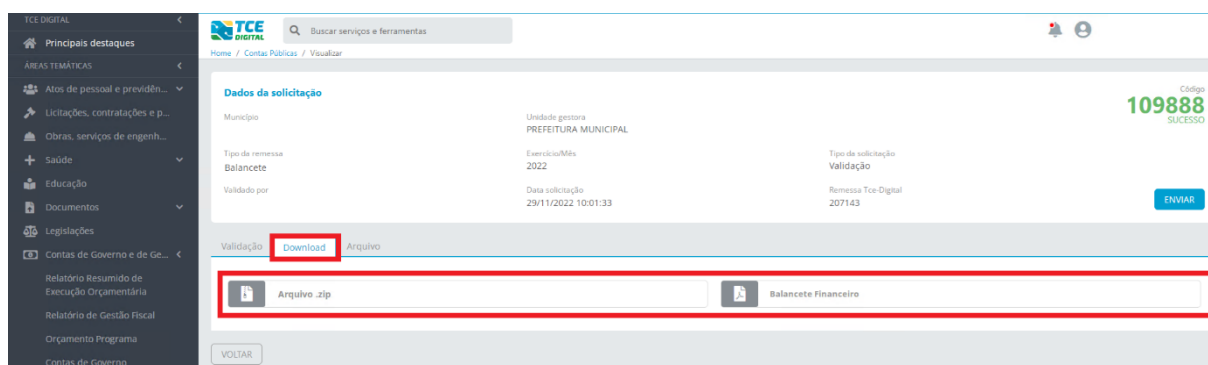 TCE DIGITAL
Principais destaques
ÁREAS TEMÁTICAS
Atos de pessoal e previdên...
Licitações, contratações e p...
Obras, serviços de engenh...
Saúde
Educação
Documentos
Legislações
Contas de Governo e de Ge...
Relatório Resumido de
Execução Orçamentária
Relatório de Gestão Fiscal
Orçamento Programa
Contas de Governo
TCE
DIGITAL
Buscar serviços e ferramentas
Home / Contas Públicas / Visualizar
Dados da solicitação
Código
109888
SUCESSO
Município
Unidade gestora
PREFEITURA MUNICIPAL
Tipo da remessa
Balancete
Exercício/Mês
2022
Tipo da solicitação
Validação
Validado por
Data solicitação
29/11/2022 10:01:33
Remessa Tce-Digital
207143
ENVIAR
Validação Download Arquivo
Arquivo .zip
Balancete Financeiro
VOLTAR